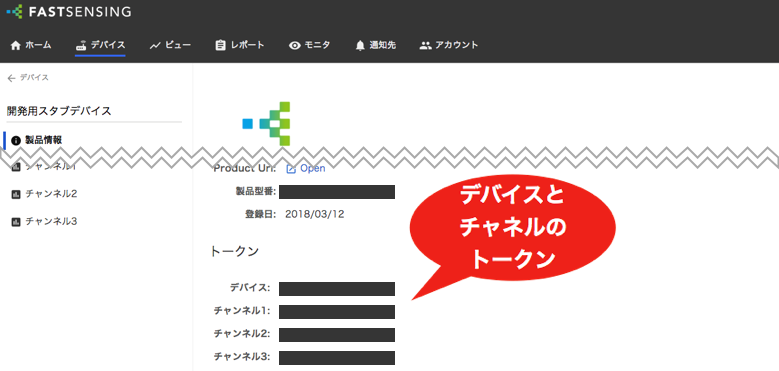 FASTSENSING
ホーム デバイス ビュー レポート モニタ 通知先 アカウント
← デバイス
開発用スタブデバイス
製品情報
チャンネル1
チャンネル2
チャンネル3
Product Uri: Open
製品型番:
登録日: 2018/03/12
トークン
デバイス:
チャンネル1:
チャンネル2:
チャンネル3:
デバイスと
チャネルの
トークン